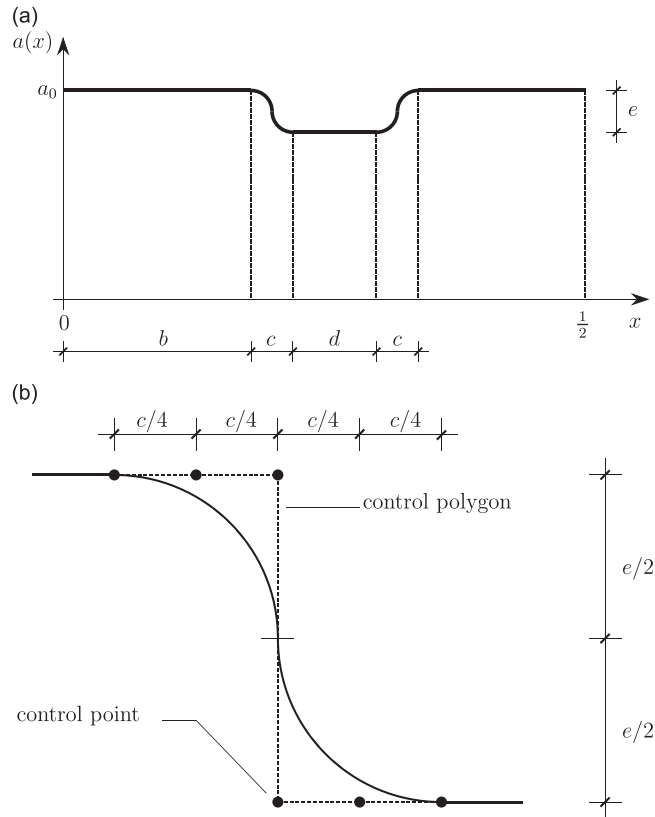 (a)
a(x)
a₀
e
0
1/2
x
b
c
d
c
(b)
c/4
c/4
c/4
c/4
control polygon
e/2
control point
e/2